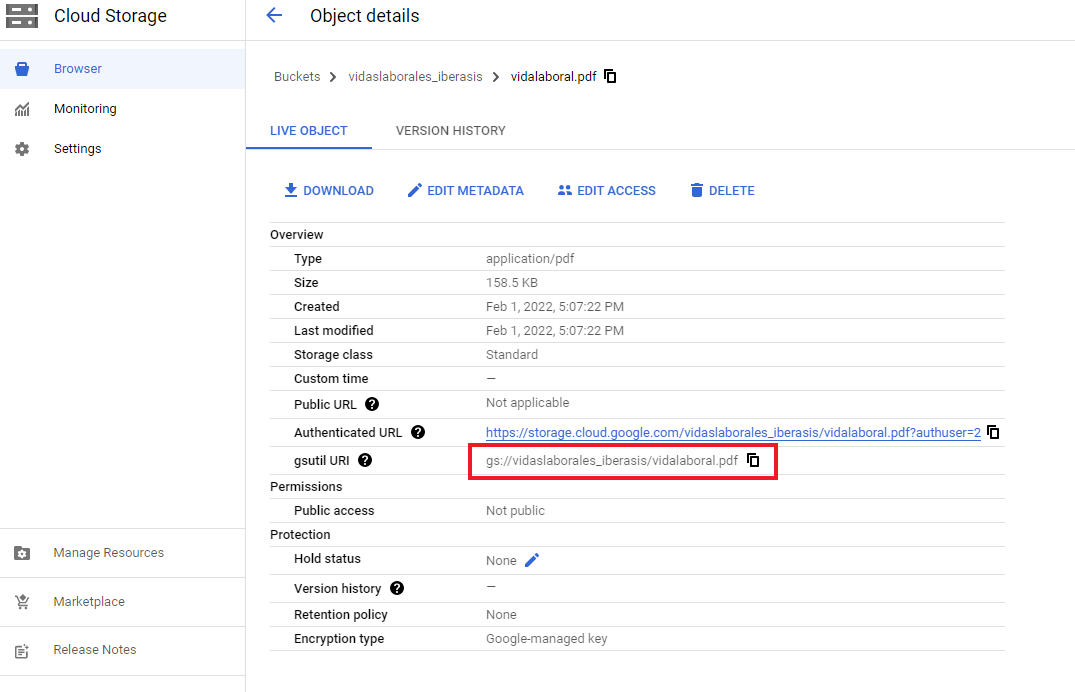 Cloud Storage
Object details
Browser
Monitoring
Settings
Buckets > vidaslaborales_iberasis > vidalaboral.pdf
LIVE OBJECT VERSION HISTORY
DOWNLOAD EDIT METADATA EDIT ACCESS DELETE
Overview
Type application/pdf
Size 158.5 KB
Created Feb 1, 2022, 5:07:22 PM
Last modified Feb 1, 2022, 5:07:22 PM
Storage class Standard
Custom time —
Public URL ? Not applicable
Authenticated URL ? https://storage.cloud.google.com/vidaslaborales_iberasis/vidalaboral.pdf?authuser=2
gsutil URI ? gs://vidaslaborales_iberasis/vidalaboral.pdf
Permissions
Public access Not public
Protection
Hold status None
Version history ? —
Retention policy None
Encryption type Google-managed key
Manage Resources
Marketplace
Release Notes